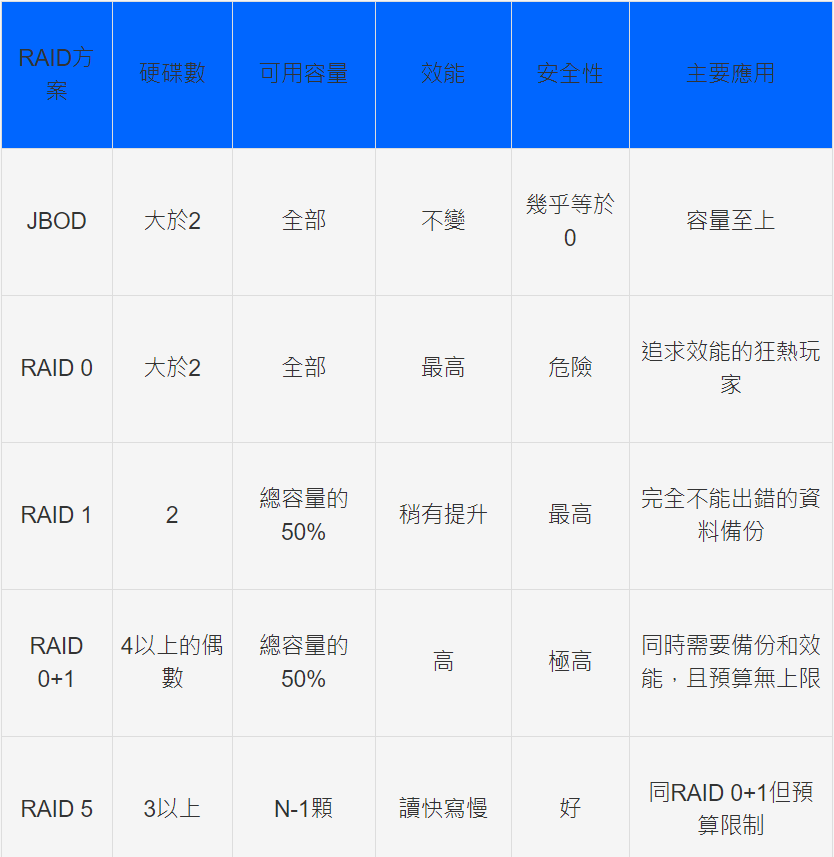 RAID方
案
硬碟數
可用容量
效能
安全性
主要應用
JBOD
大於2
全部
不變
幾乎等於
0
容量至上
RAID 0
大於2
全部
最高
危險
追求效能的狂熱玩
家
RAID 1
2
總容量的
50%
稍有提升
最高
完全不能出錯的資
料備份
RAID
0+1
4以上的偶
數
總容量的
50%
高
極高
同時需要備份和效
能，且預算無上限
RAID 5
3以上
N-1顆
讀快寫慢
好
同RAID 0+1但預
算限制